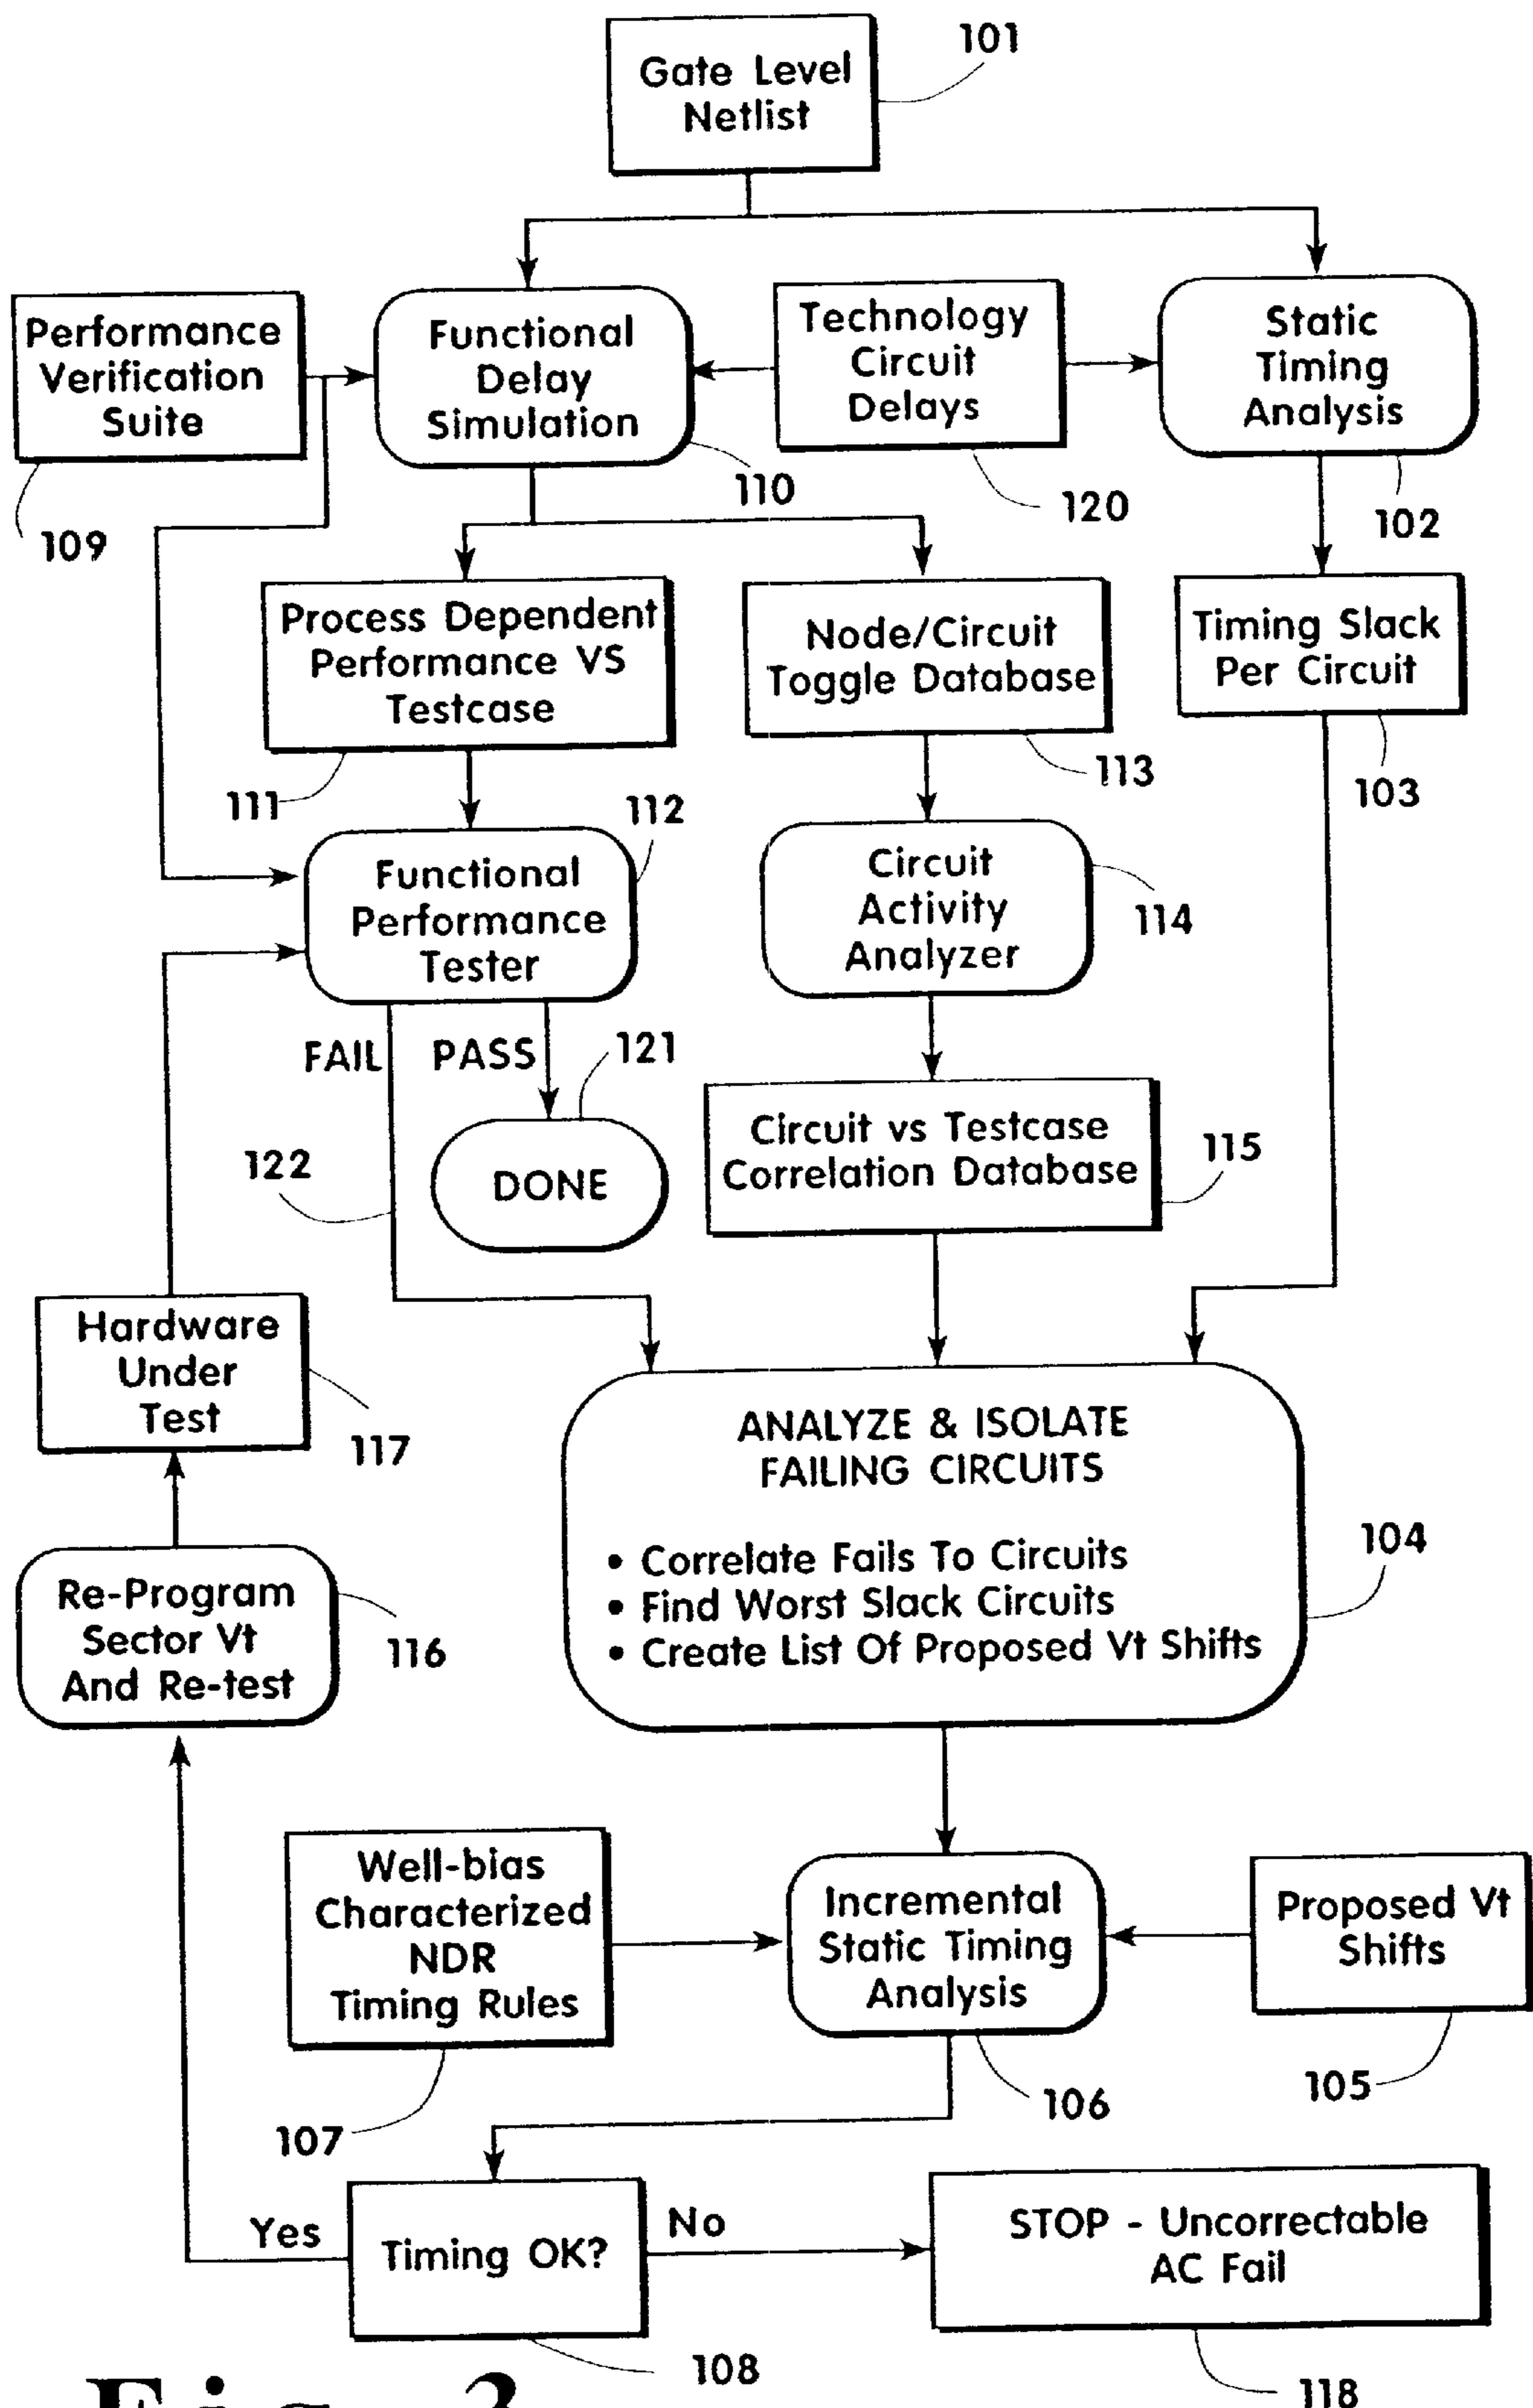 101
Gate Level
Netlist
Performance
Verification
Suite
Functional
Delay
Simulation
Technology
Circuit
Delays
Static
Timing
Analysis
109
110
120
102
Process Dependent
Performance VS
Testcase
Node/Circuit
Toggle Database
Timing Slack
Per Circuit
111
112
113
103
Functional
Performance
Tester
Circuit
Activity
Analyzer
114
FAIL
PASS
121
122
DONE
Circuit vs Testcase
Correlation Database
115
Hardware
Under
Test
117
ANALYZE & ISOLATE
FAILING CIRCUITS
• Correlate Fails To Circuits
• Find Worst Slack Circuits
• Create List Of Proposed Vt Shifts
104
Re-Program
Sector Vt
And Re-test
116
Well-bias
Characterized
NDR
Timing Rules
Incremental
Static Timing
Analysis
Proposed Vt
Shifts
107
106
105
Yes
Timing OK?
No
STOP - Uncorrectable
AC Fail
108
118
Fig. 3